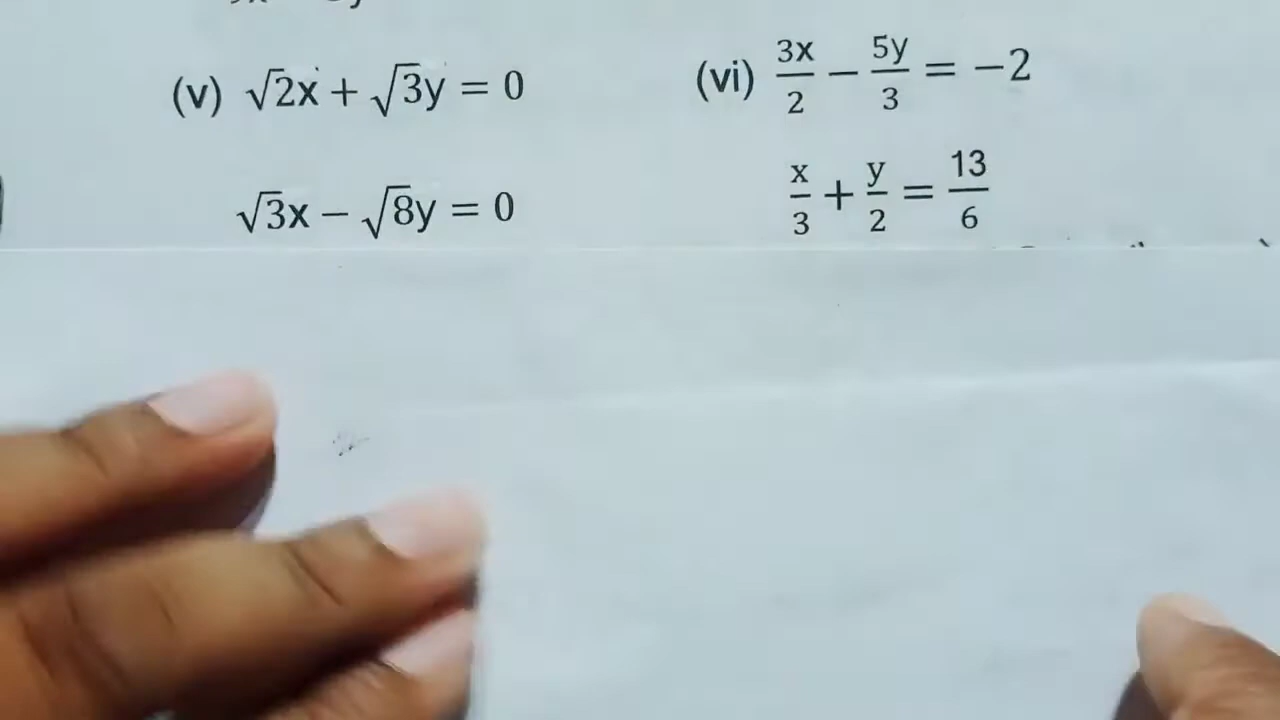 (v) √2x + √3y = 0
√3x − √8y = 0
(vi) 3x/2 − 5y/3 = −2
x/3 + y/2 = 13/6